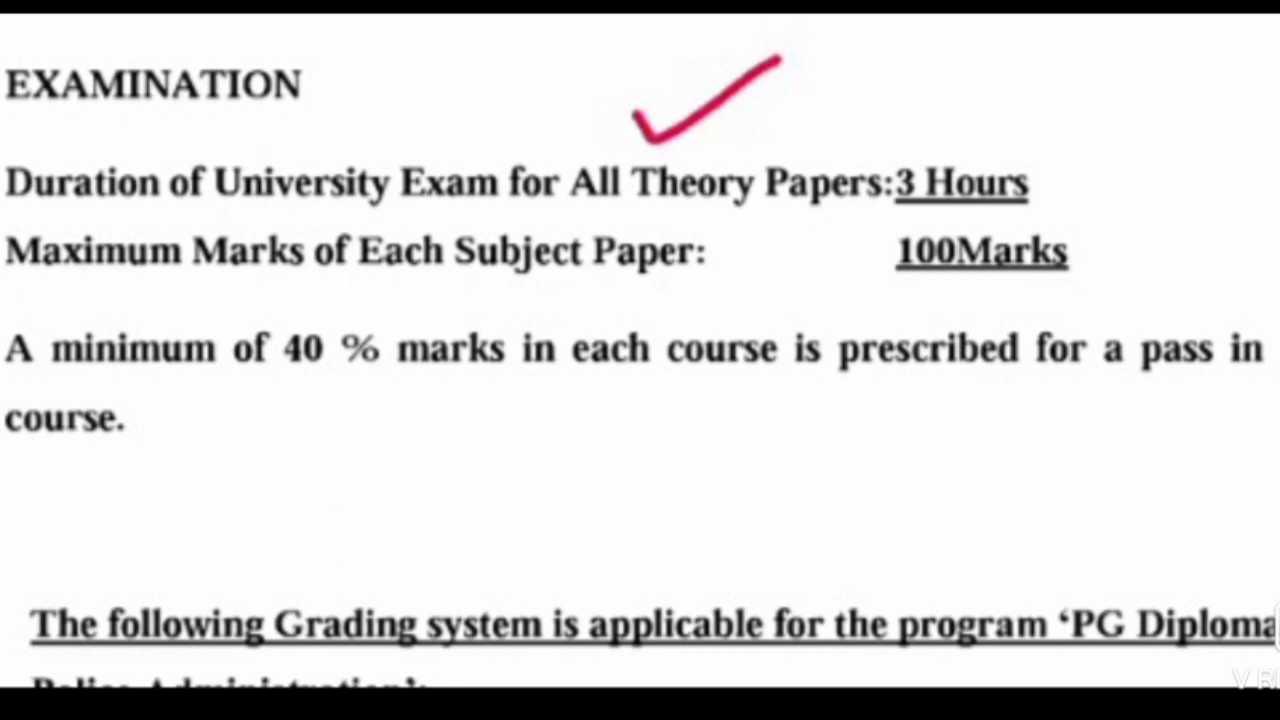 EXAMINATION
Duration of University Exam for All Theory Papers:3 Hours
Maximum Marks of Each Subject Paper: 100Marks
A minimum of 40 % marks in each course is prescribed for a pass in
course.
The following Grading system is applicable for the program ‘PG Diploma
Police Administration’: